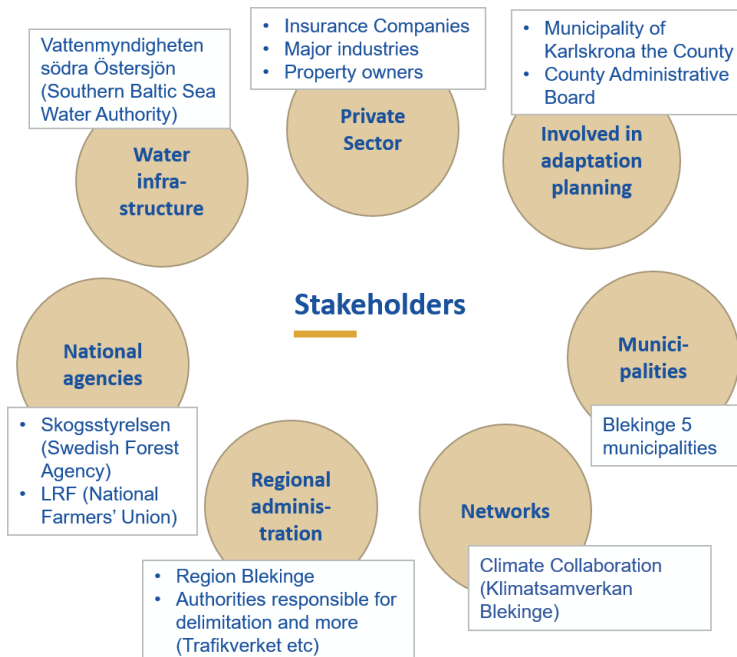 Vattenmyndigheten
södra Östersjön
(Southern Baltic Sea
Water Authority)
Water
infra-
structure
• Insurance Companies
• Major industries
• Property owners
Private
Sector
• Municipality of
Karlskrona the County
• County Administrative
Board
Involved in
adaptation
planning
Stakeholders
National
agencies
• Skogsstyrelsen
(Swedish Forest
Agency)
• LRF (National
Farmers’ Union)
Munici-
palities
Blekinge 5
municipalities
Regional
adminis-
tration
• Region Blekinge
• Authorities responsible for
delimitation and more
(Trafikverket etc)
Networks
Climate Collaboration
(Klimatsamverkan
Blekinge)